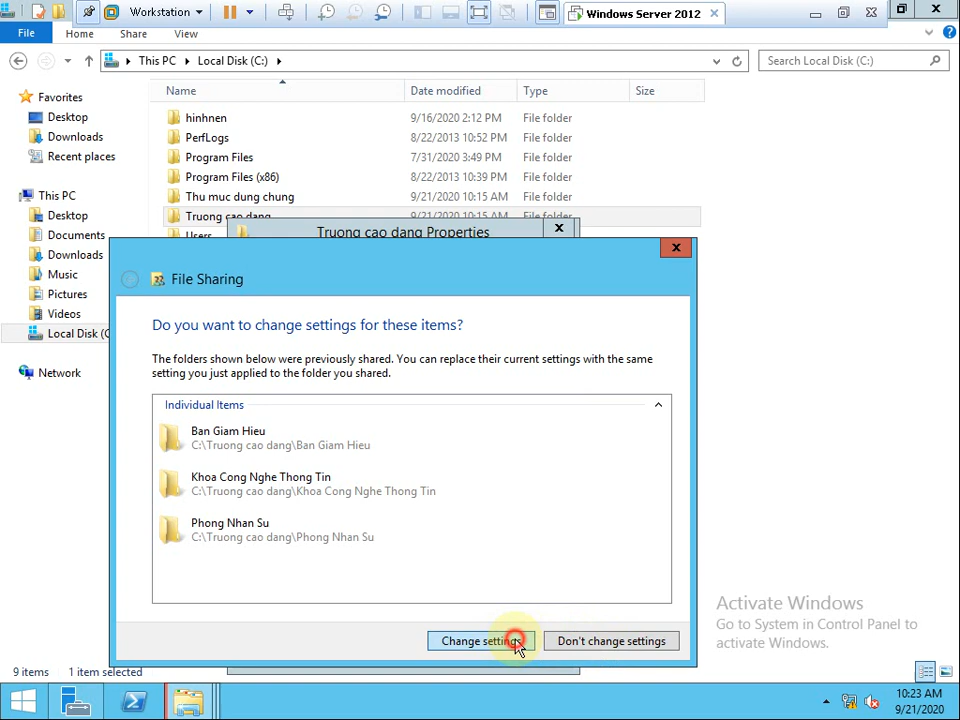 Workstation
Windows Server 2012
File
Home
Share
View
This PC
Local Disk (C:)
Search Local Disk (C:)
Name
Date modified
Type
Size
Favorites
Desktop
Downloads
Recent places
This PC
Desktop
Documents
Downloads
Music
Pictures
Videos
Local Disk (C
Network
hinhnen 9/16/2020 2:12 PM File folder
PerfLogs 8/22/2013 10:52 PM File folder
Program Files 7/31/2020 3:49 PM File folder
Program Files (x86) 8/22/2013 10:39 PM File folder
Thu muc dung chung 9/21/2020 10:15 AM File folder
Truong cao dang 9/21/2020 10:15 AM File folder
Users
Truong cao dang Properties
File Sharing
Do you want to change settings for these items?
The folders shown below were previously shared. You can replace their current settings with the same
setting you just applied to the folder you shared.
Individual Items
Ban Giam Hieu
C:\Truong cao dang\Ban Giam Hieu
Khoa Cong Nghe Thong Tin
C:\Truong cao dang\Khoa Cong Nghe Thong Tin
Phong Nhan Su
C:\Truong cao dang\Phong Nhan Su
Change settings
Don't change settings
Activate Windows
Go to System in Control Panel to
activate Windows.
9 items
1 item selected
10:23 AM
9/21/2020